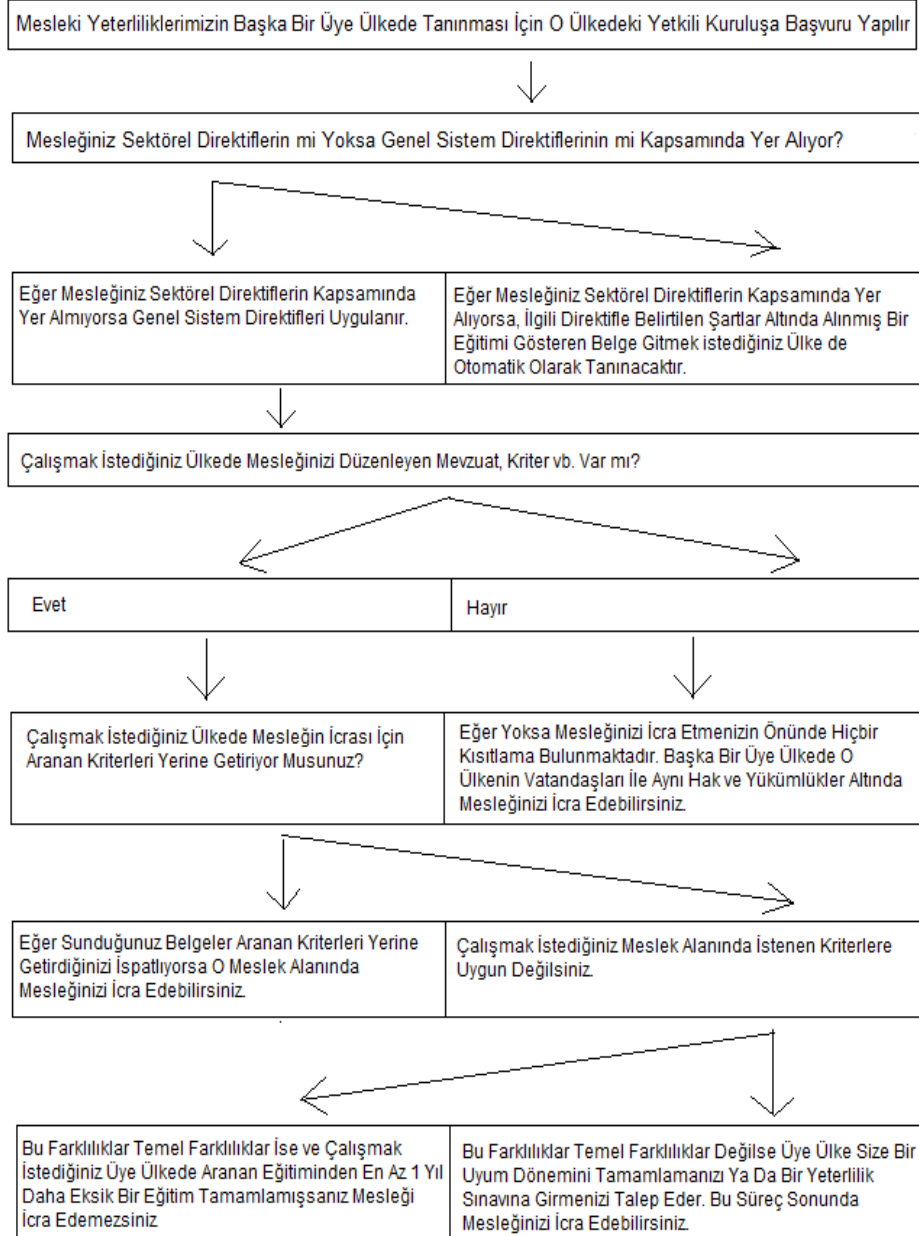 Mesleki Yeterliliklerimizin Başka Bir Üye Ülkede Tanınması İçin O Ülkedeki Yetkili Kuruluşa Başvuru Yapılır
Mesleğiniz Sektörel Direktiflerin mi Yoksa Genel Sistem Direktiflerinin mi Kapsamında Yer Alıyor?
Eğer Mesleğiniz Sektörel Direktiflerin Kapsamında
Yer Almıyorsa Genel Sistem Direktifleri Uygulanır.
Eğer Mesleğiniz Sektörel Direktiflerin Kapsamında Yer
Alıyorsa, İlgili Direktifle Belirtilen Şartlar Altında Alınmış Bir
Eğitimi Gösteren Belge Gitmek istediğiniz Ülke de
Otomatik Olarak Tanınacaktır.
Çalışmak İstediğiniz Ülkede Mesleğinizi Düzenleyen Mevzuat, Kriter vb. Var mı?
Evet
Hayır
Çalışmak İstediğiniz Ülkede Mesleğin İcrası İçin
Aranan Kriterleri Yerine Getiriyor Musunuz?
Eğer Yoksa Mesleğinizi İcra Etmenizin Önünde Hiçbir
Kısıtlama Bulunmaktadır. Başka Bir Üye Ülkede O
Ülkenin Vatandaşları İle Aynı Hak ve Yükümlükler Altında
Mesleğinizi İcra Edebilirsiniz.
Eğer Sunduğunuz Belgeler Aranan Kriterleri Yerine
Getirdiğinizi İspatlıyorsa O Meslek Alanında
Mesleğinizi İcra Edebilirsiniz.
Çalışmak İstediğiniz Meslek Alanında İstenen Kriterlere
Uygun Değilsiniz.
Bu Farklılıklar Temel Farklılıklar İse ve Çalışmak
İstediğiniz Üye Ülkede Aranan Eğitiminden En Az 1 Yıl
Daha Eksik Bir Eğitim Tamamlamışsanız Mesleği
İcra Edemezsiniz
Bu Farklılıklar Temel Farklılıklar Değilse Üye Ülke Size Bir
Uyum Dönemini Tamamlamanızı Ya Da Bir Yeterlilik
Sınavına Girmenizi Talep Eder. Bu Süreç Sonunda
Mesleğinizi İcra Edebilirsiniz.